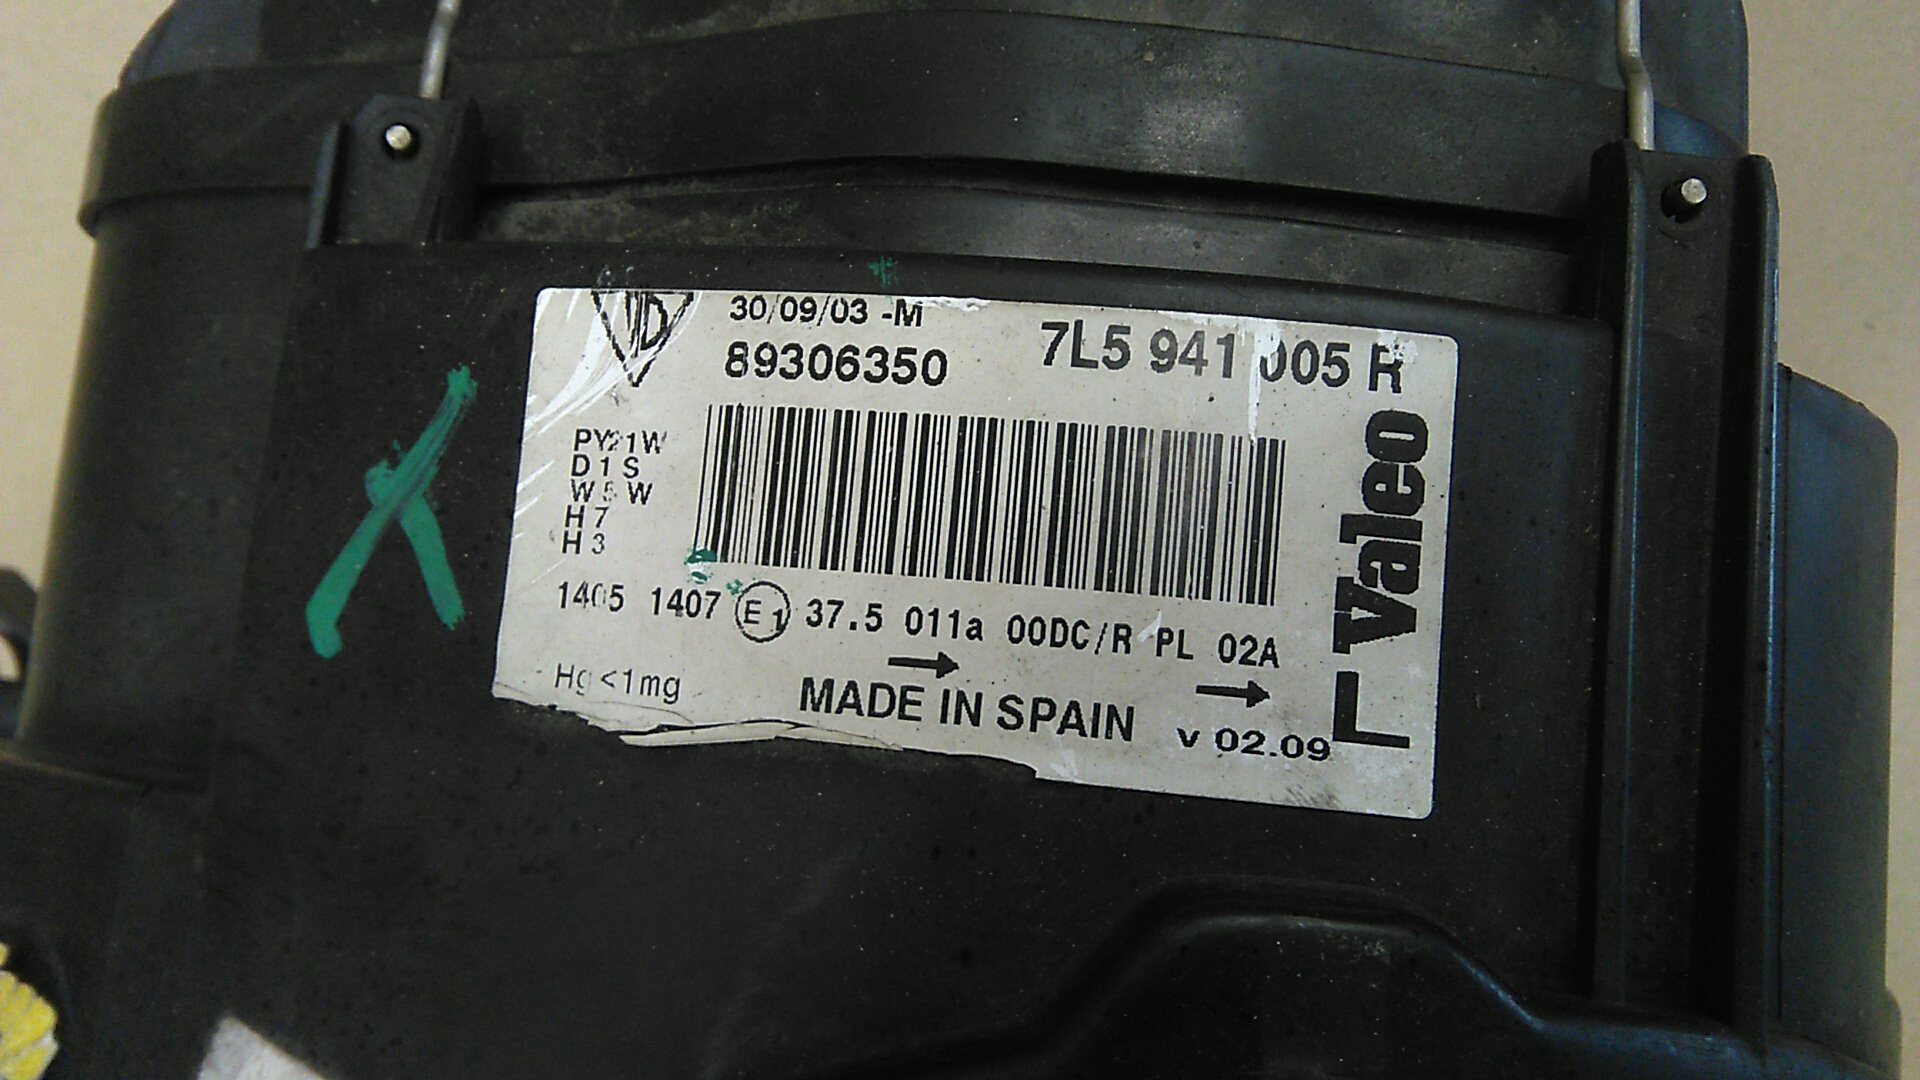 30/09/03 -M
89306350
7L5 941 005 R
PY21W
D1S
W5W
H7
H3
1405 1407 E1 37.5 011a 00DC/R PL 02A
→ →
Hg <1mg
MADE IN SPAIN
v 02.09
L Valeo